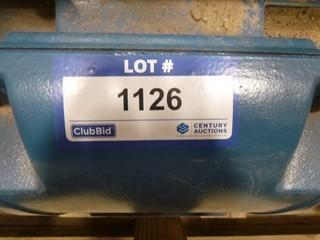 LOT #
1126
ClubBid
CENTURY
AUCTIONS